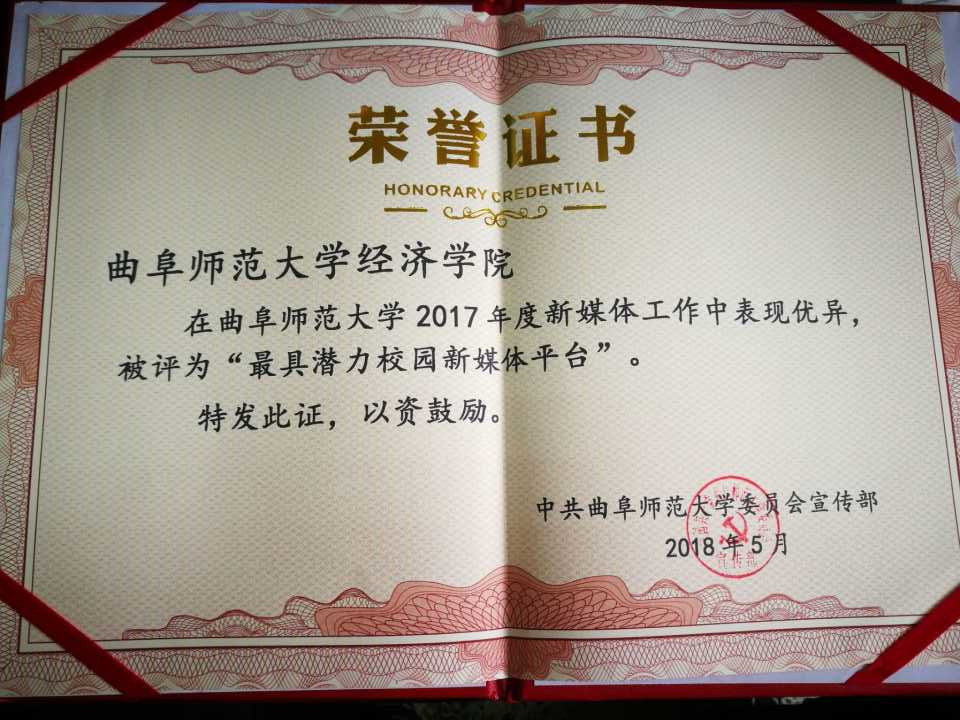 荣誉证书
HONORARY CREDENTIAL
曲阜师范大学经济学院
在曲阜师范大学2017年度新媒体工作中表现优异，
被评为“最具潜力校园新媒体平台”。
特发此证，以资鼓励。
中共曲阜师范大学委员会宣传部
2018年5月
宣传部